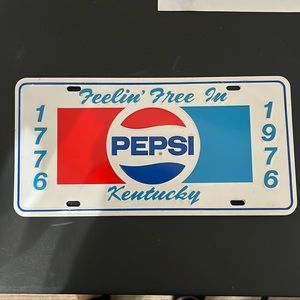 Feelin' Free In
1776
PEPSI
1976
Kentucky